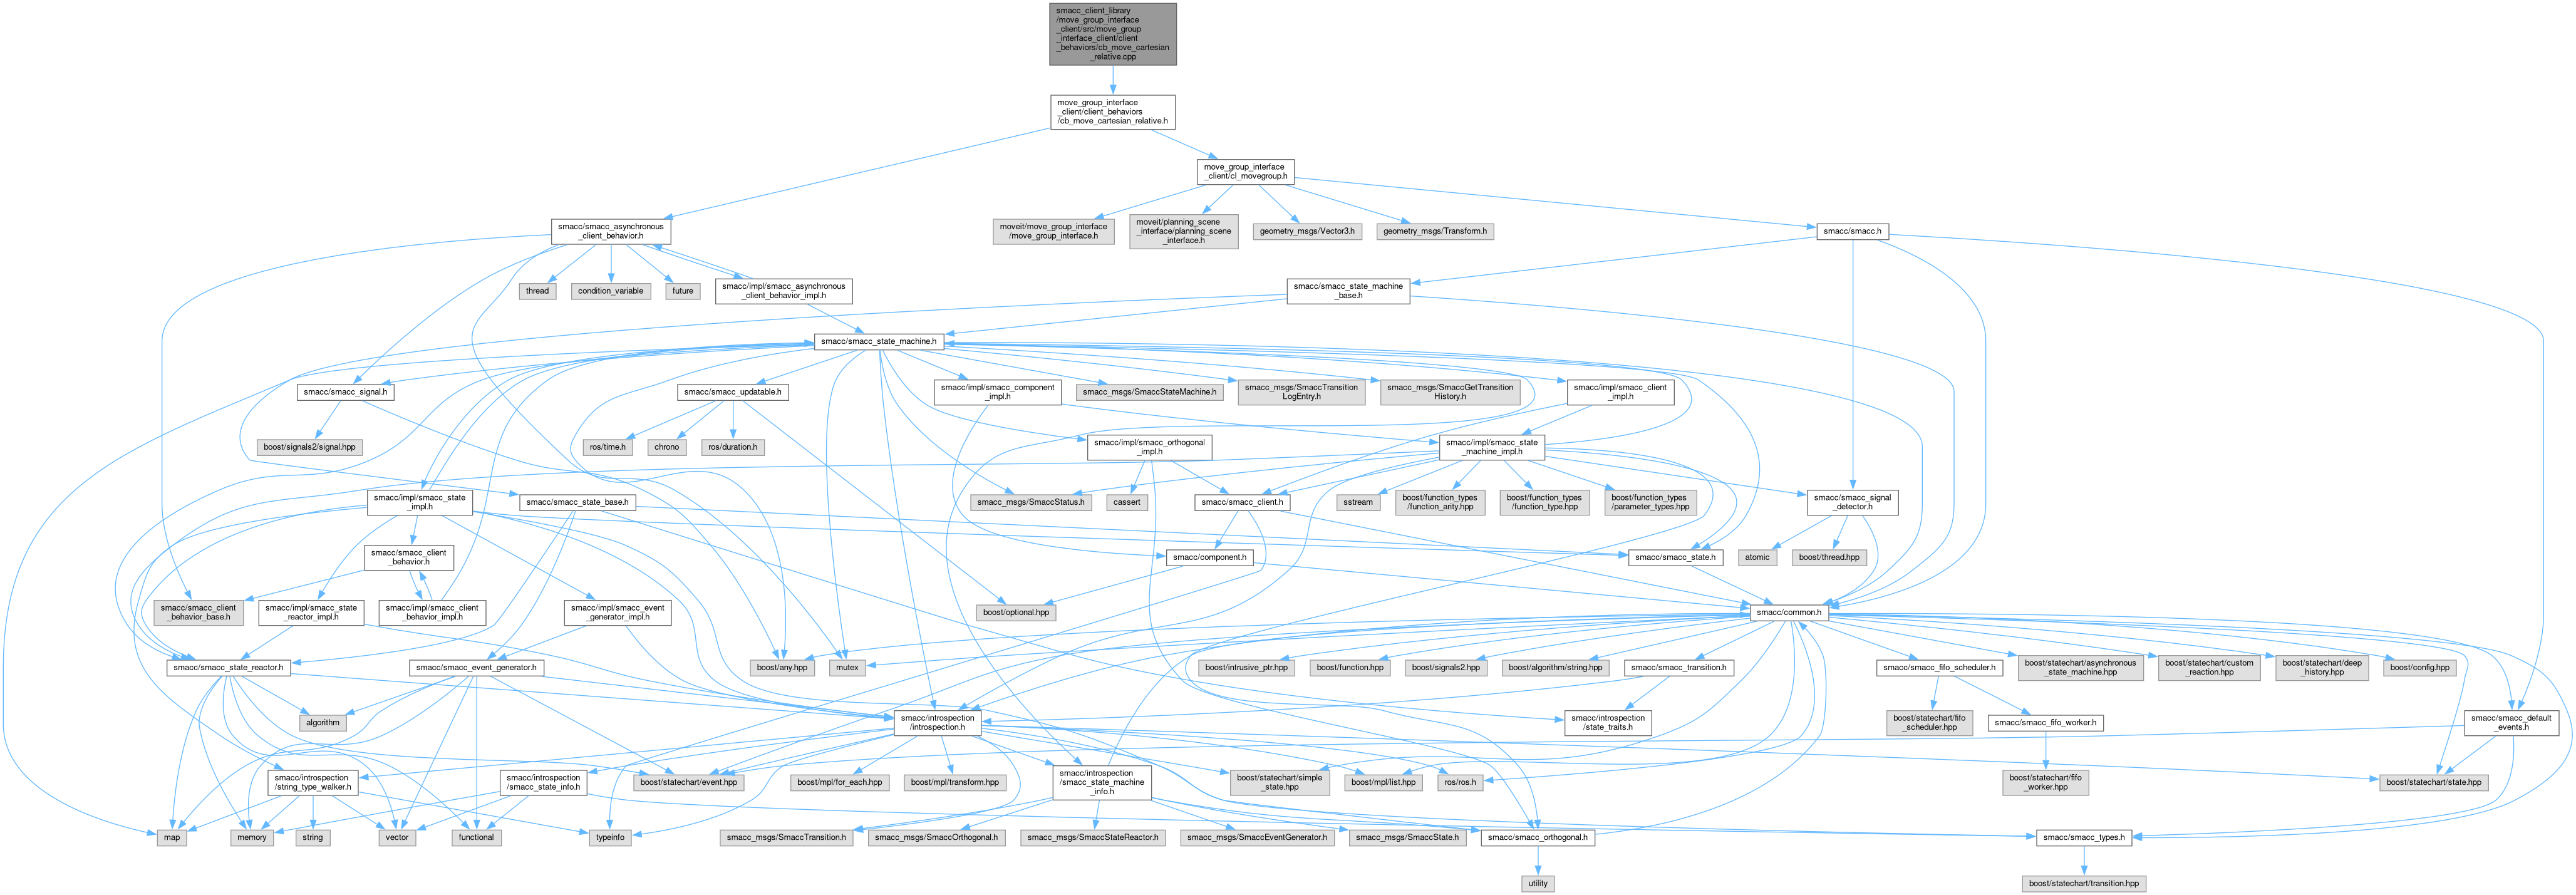 smacc_client_library
/move_group_interface
_client/src/move_group
_interface_client/client
_behaviors/cb_move_cartesian
_relative.cpp
move_group_interface
_client/client_behaviors
/cb_move_cartesian_relative.h
move_group_interface
_client/cl_movegroup.h
smacc/smacc_asynchronous
_client_behavior.h
moveit/move_group_interface
/move_group_interface.h
moveit/planning_scene
_interface/planning_scene
_interface.h
geometry_msgs/Vector3.h
geometry_msgs/Transform.h
smacc/smacc.h
thread
condition_variable
future
smacc/impl/smacc_asynchronous
_client_behavior_impl.h
smacc/smacc_state_machine
_base.h
smacc/smacc_state_machine.h
smacc/smacc_signal.h
smacc/smacc_updatable.h
smacc/impl/smacc_component
_impl.h
smacc_msgs/SmaccStateMachine.h
smacc_msgs/SmaccTransition
LogEntry.h
smacc_msgs/SmaccGetTransition
History.h
smacc/impl/smacc_client
_impl.h
boost/signals2/signal.hpp
ros/time.h
chrono
ros/duration.h
smacc/impl/smacc_orthogonal
_impl.h
smacc/impl/smacc_state
_machine_impl.h
smacc/impl/smacc_state
_impl.h
smacc/smacc_state_base.h
smacc_msgs/SmaccStatus.h
cassert
smacc/smacc_client.h
sstream
boost/function_types
/function_arity.hpp
boost/function_types
/function_type.hpp
boost/function_types
/parameter_types.hpp
smacc/smacc_signal
_detector.h
smacc/smacc_client
_behavior.h
smacc/component.h
smacc/smacc_state.h
atomic
boost/thread.hpp
smacc/smacc_client
_behavior_base.h
smacc/impl/smacc_state
_reactor_impl.h
smacc/impl/smacc_client
_behavior_impl.h
smacc/impl/smacc_event
_generator_impl.h
boost/optional.hpp
smacc/common.h
smacc/smacc_state_reactor.h
smacc/smacc_event_generator.h
boost/any.hpp
mutex
boost/intrusive_ptr.hpp
boost/function.hpp
boost/signals2.hpp
boost/algorithm/string.hpp
smacc/smacc_transition.h
smacc/smacc_fifo_scheduler.h
boost/statechart/asynchronous
_state_machine.hpp
boost/statechart/custom
_reaction.hpp
boost/statechart/deep
_history.hpp
boost/config.hpp
algorithm
smacc/introspection
/introspection.h
smacc/introspection
/state_traits.h
boost/statechart/fifo
_scheduler.hpp
smacc/smacc_fifo_worker.h
smacc/smacc_default
_events.h
smacc/introspection
/string_type_walker.h
smacc/introspection
/smacc_state_info.h
boost/statechart/event.hpp
boost/mpl/for_each.hpp
boost/mpl/transform.hpp
smacc/introspection
/smacc_state_machine
_info.h
boost/statechart/simple
_state.hpp
boost/mpl/list.hpp
ros/ros.h
boost/statechart/fifo
_worker.hpp
boost/statechart/state.hpp
map
memory
string
vector
functional
typeinfo
smacc_msgs/SmaccTransition.h
smacc_msgs/SmaccOrthogonal.h
smacc_msgs/SmaccStateReactor.h
smacc_msgs/SmaccEventGenerator.h
smacc_msgs/SmaccState.h
smacc/smacc_orthogonal.h
smacc/smacc_types.h
utility
boost/statechart/transition.hpp